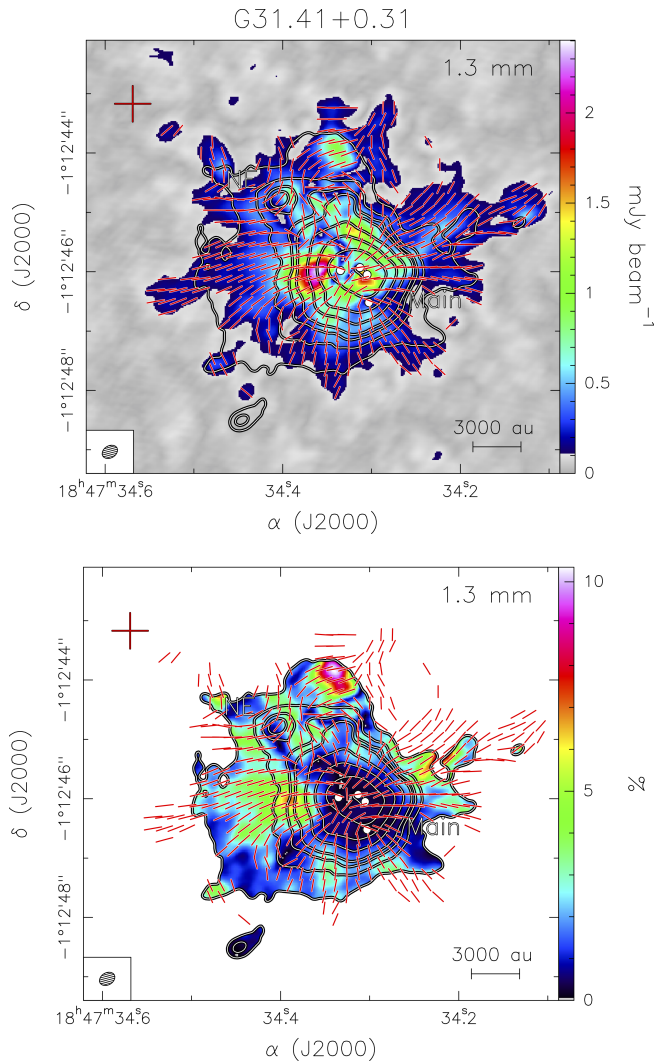 G31.41+0.31
1.3 mm
NE
Main
3000 au
−1°12'44"
−1°12'46"
−1°12'48"
δ (J2000)
18ʰ47ᵐ34ˢ.6
34ˢ.4
34ˢ.2
α (J2000)
2
1.5
1
0.5
0
mJy beam⁻¹
1.3 mm
NE
Main
3000 au
−1°12'44"
−1°12'46"
−1°12'48"
δ (J2000)
18ʰ47ᵐ34ˢ.6
34ˢ.4
34ˢ.2
α (J2000)
10
5
0
%